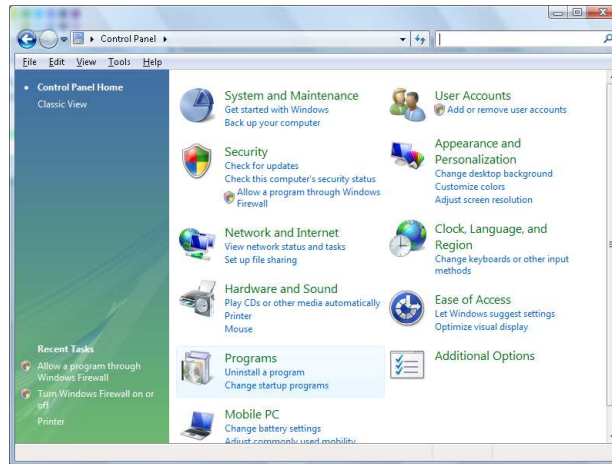 Control Panel
File Edit View Tools Help
Control Panel Home
Classic View
Recent Tasks
Allow a program through
Windows Firewall
Turn Windows Firewall on or
off
Printer
System and Maintenance
Get started with Windows
Back up your computer
Security
Check for updates
Check this computer's security status
Allow a program through Windows
Firewall
Network and Internet
View network status and tasks
Set up file sharing
Hardware and Sound
Play CDs or other media automatically
Printer
Mouse
Programs
Uninstall a program
Change startup programs
Mobile PC
Change battery settings
Adjust commonly used mobility
User Accounts
Add or remove user accounts
Appearance and
Personalization
Change desktop background
Customize colors
Adjust screen resolution
Clock, Language, and
Region
Change keyboards or other input
methods
Ease of Access
Let Windows suggest settings
Optimize visual display
Additional Options